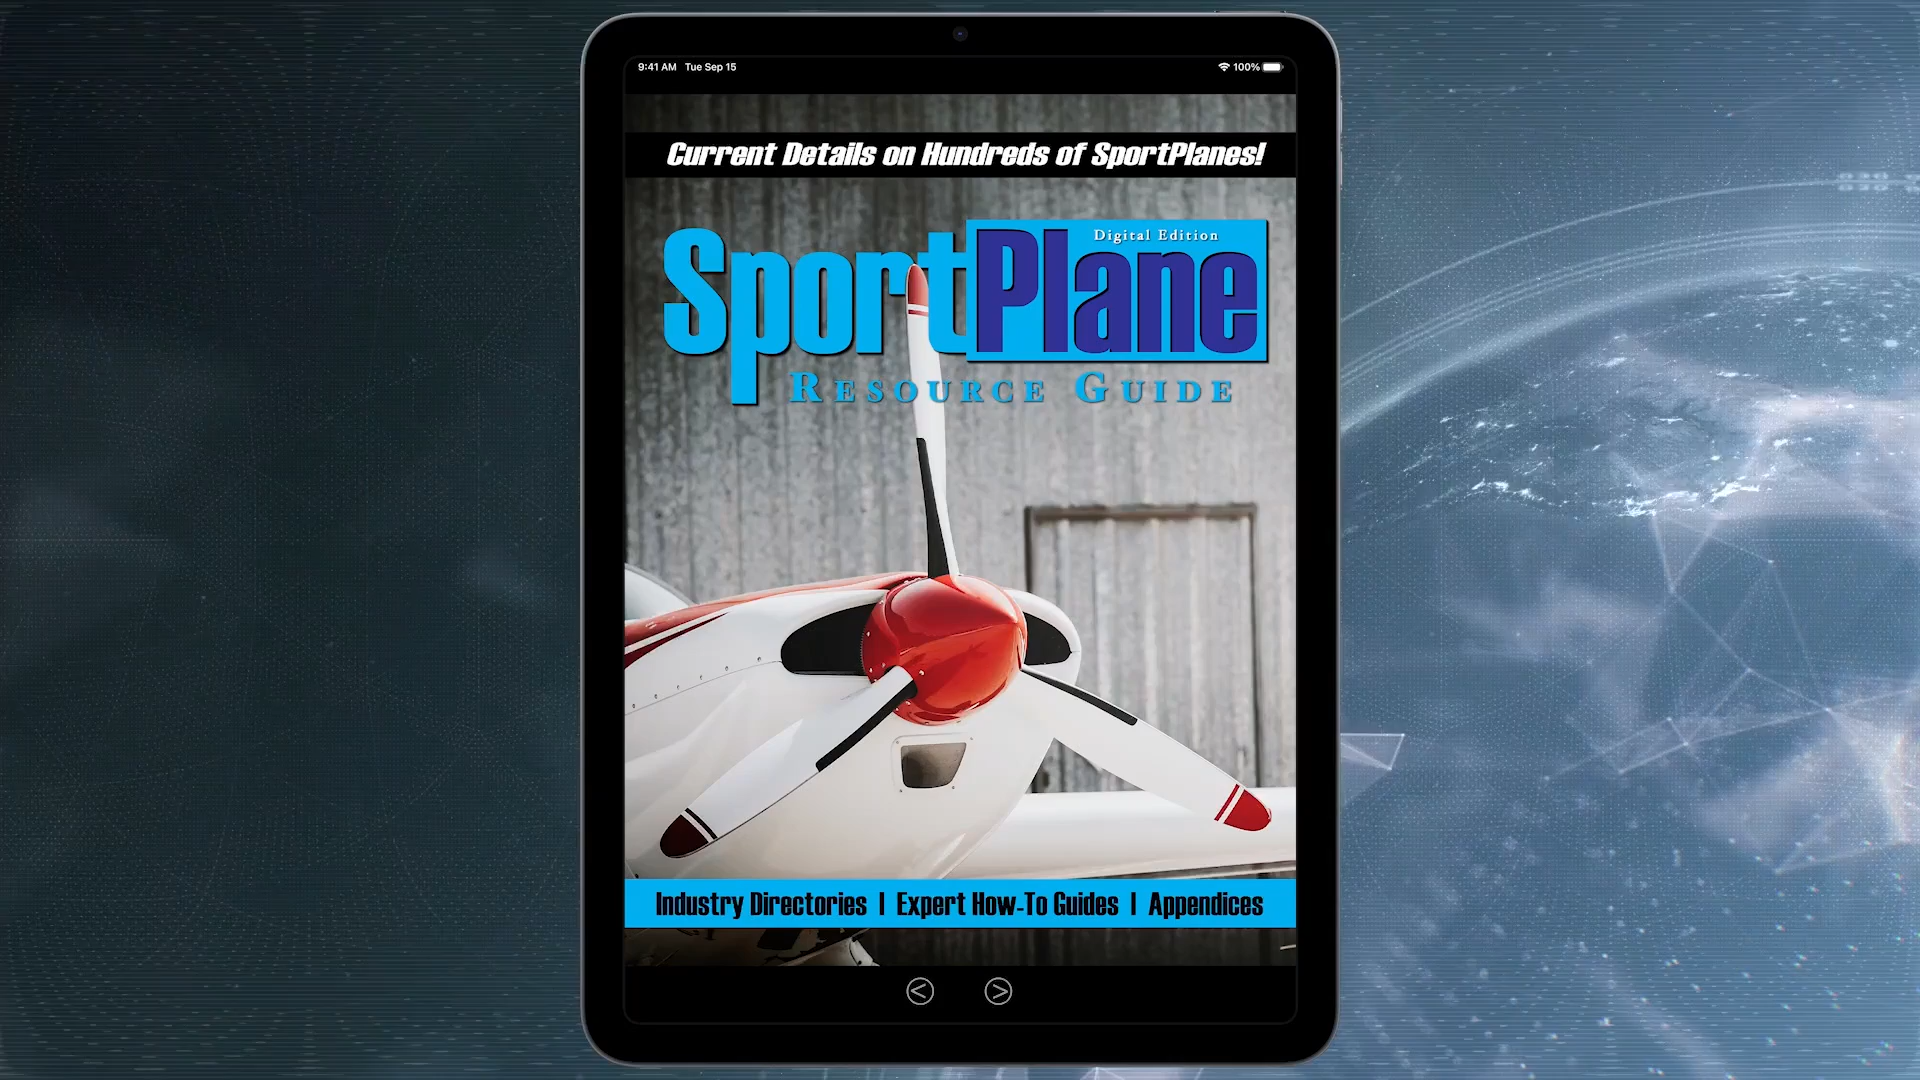 9:41 AM Tue Sep 15
100%
Current Details on Hundreds of SportPlanes!
Digital Edition
SportPlane
Resource Guide
Industry Directories | Expert How-To Guides | Appendices